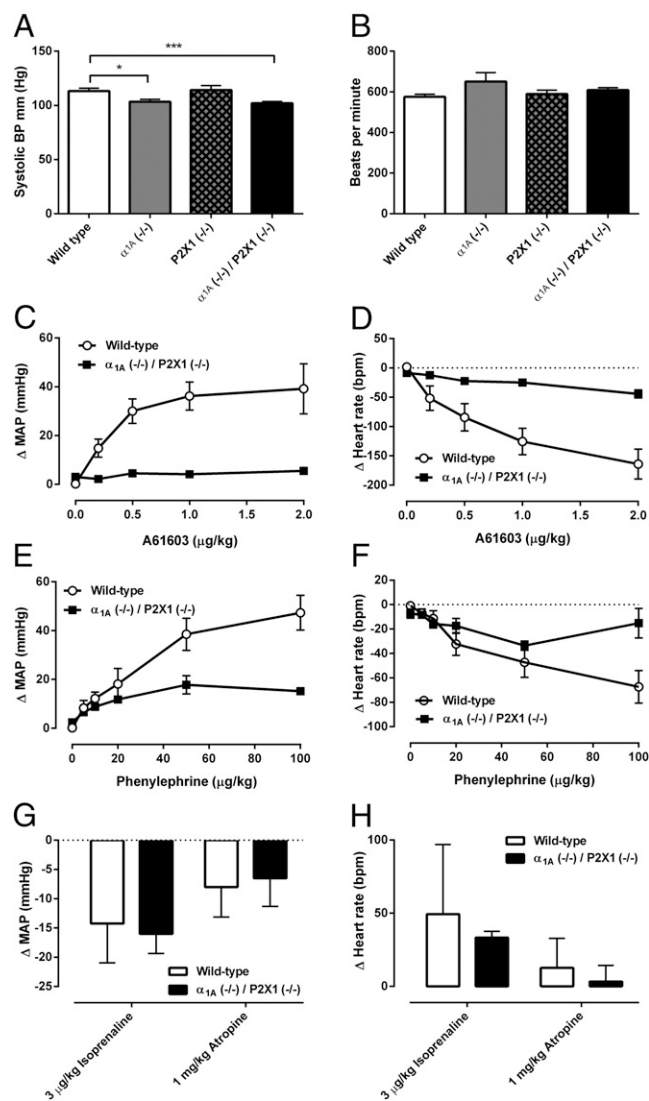 A
Systolic BP mm (Hg)
150
100
50
0
*
***
Wild type
α1A (-/-)
P2X1 (-/-)
α1A (-/-) / P2X1 (-/-)
B
Beats per minute
800
600
400
200
0
Wild type
α1A (-/-)
P2X1 (-/-)
α1A (-/-) / P2X1 (-/-)
C
Δ MAP (mmHg)
60
40
20
0
Wild-type
α1A (-/-) / P2X1 (-/-)
0.0 0.5 1.0 1.5 2.0
A61603 (μg/kg)
D
Δ Heart rate (bpm)
0
-50
-100
-150
-200
Wild-type
α1A (-/-) / P2X1 (-/-)
0.0 0.5 1.0 1.5 2.0
A61603 (μg/kg)
E
Δ MAP (mmHg)
60
40
20
0
Wild-type
α1A (-/-) / P2X1 (-/-)
0 20 40 60 80 100
Phenylephrine (μg/kg)
F
Δ Heart rate (bpm)
0
-20
-40
-60
-80
-100
Wild-type
α1A (-/-) / P2X1 (-/-)
0 20 40 60 80 100
Phenylephrine (μg/kg)
G
Δ MAP (mmHg)
0
-5
-10
-15
-20
-25
Wild-type
α1A (-/-) / P2X1 (-/-)
3 μg/kg Isoprenaline
1 mg/kg Atropine
H
Δ Heart rate (bpm)
100
50
0
Wild-type
α1A (-/-) / P2X1 (-/-)
3 μg/kg Isoprenaline
1 mg/kg Atropine